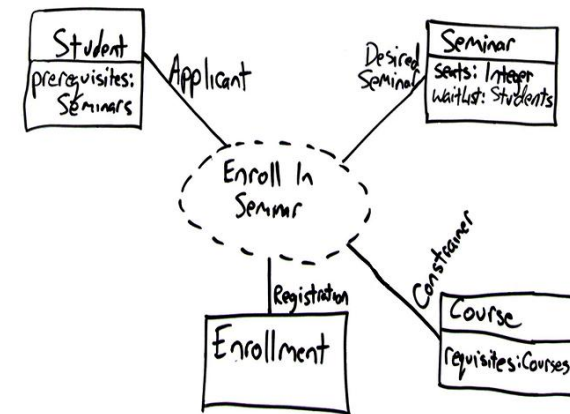 Student
prerequisites:
Seminars
Applicant
Desired
Seminar
Seminar
seats: Integer
waitlist: Students
Enroll In
Seminar
Registration
Enrollment
Constrainer
Course
requisites: Courses